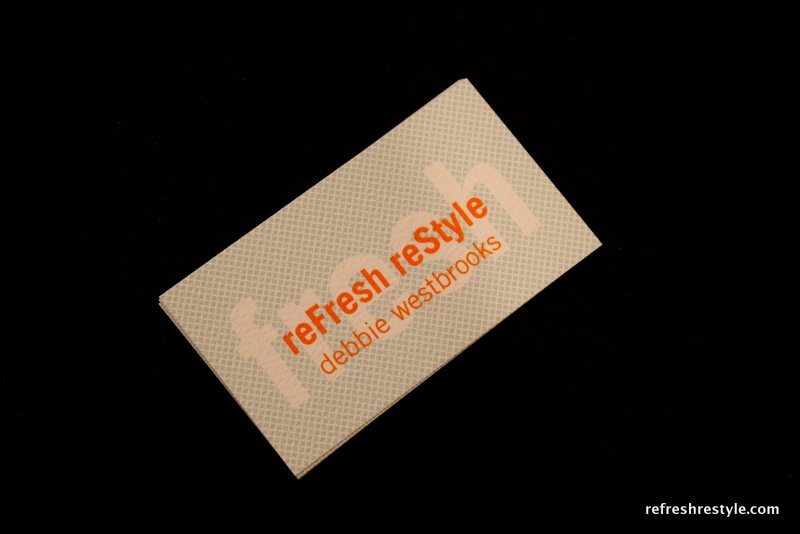 fresh
reFresh reStyle
debbie westbrooks
refreshrestyle.com